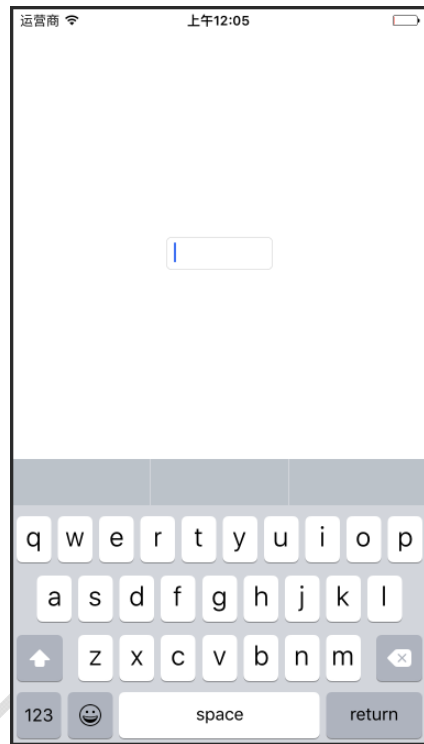 运营商 上午12:05
q w e r t y u i o p
a s d f g h j k l
z x c v b n m
123 space return